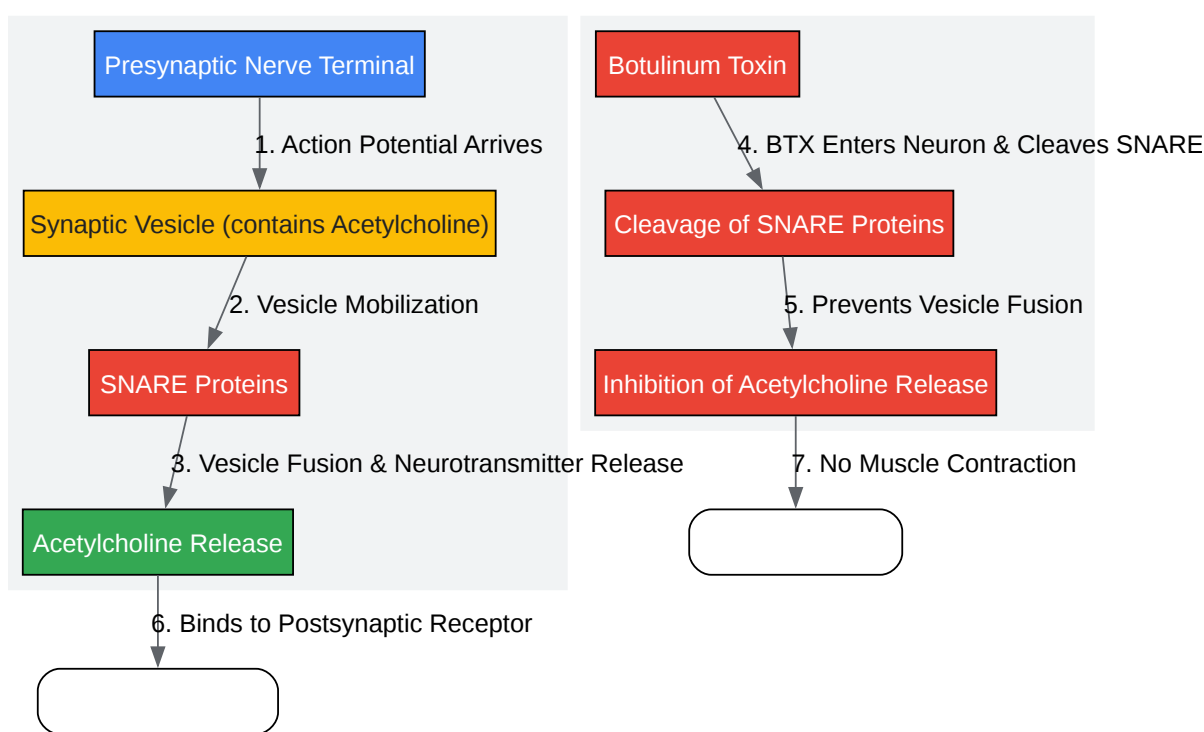 Presynaptic Nerve Terminal
1. Action Potential Arrives
Synaptic Vesicle (contains Acetylcholine)
2. Vesicle Mobilization
SNARE Proteins
3. Vesicle Fusion & Neurotransmitter Release
Acetylcholine Release
6. Binds to Postsynaptic Receptor
Botulinum Toxin
4. BTX Enters Neuron & Cleaves SNARE
Cleavage of SNARE Proteins
5. Prevents Vesicle Fusion
Inhibition of Acetylcholine Release
7. No Muscle Contraction